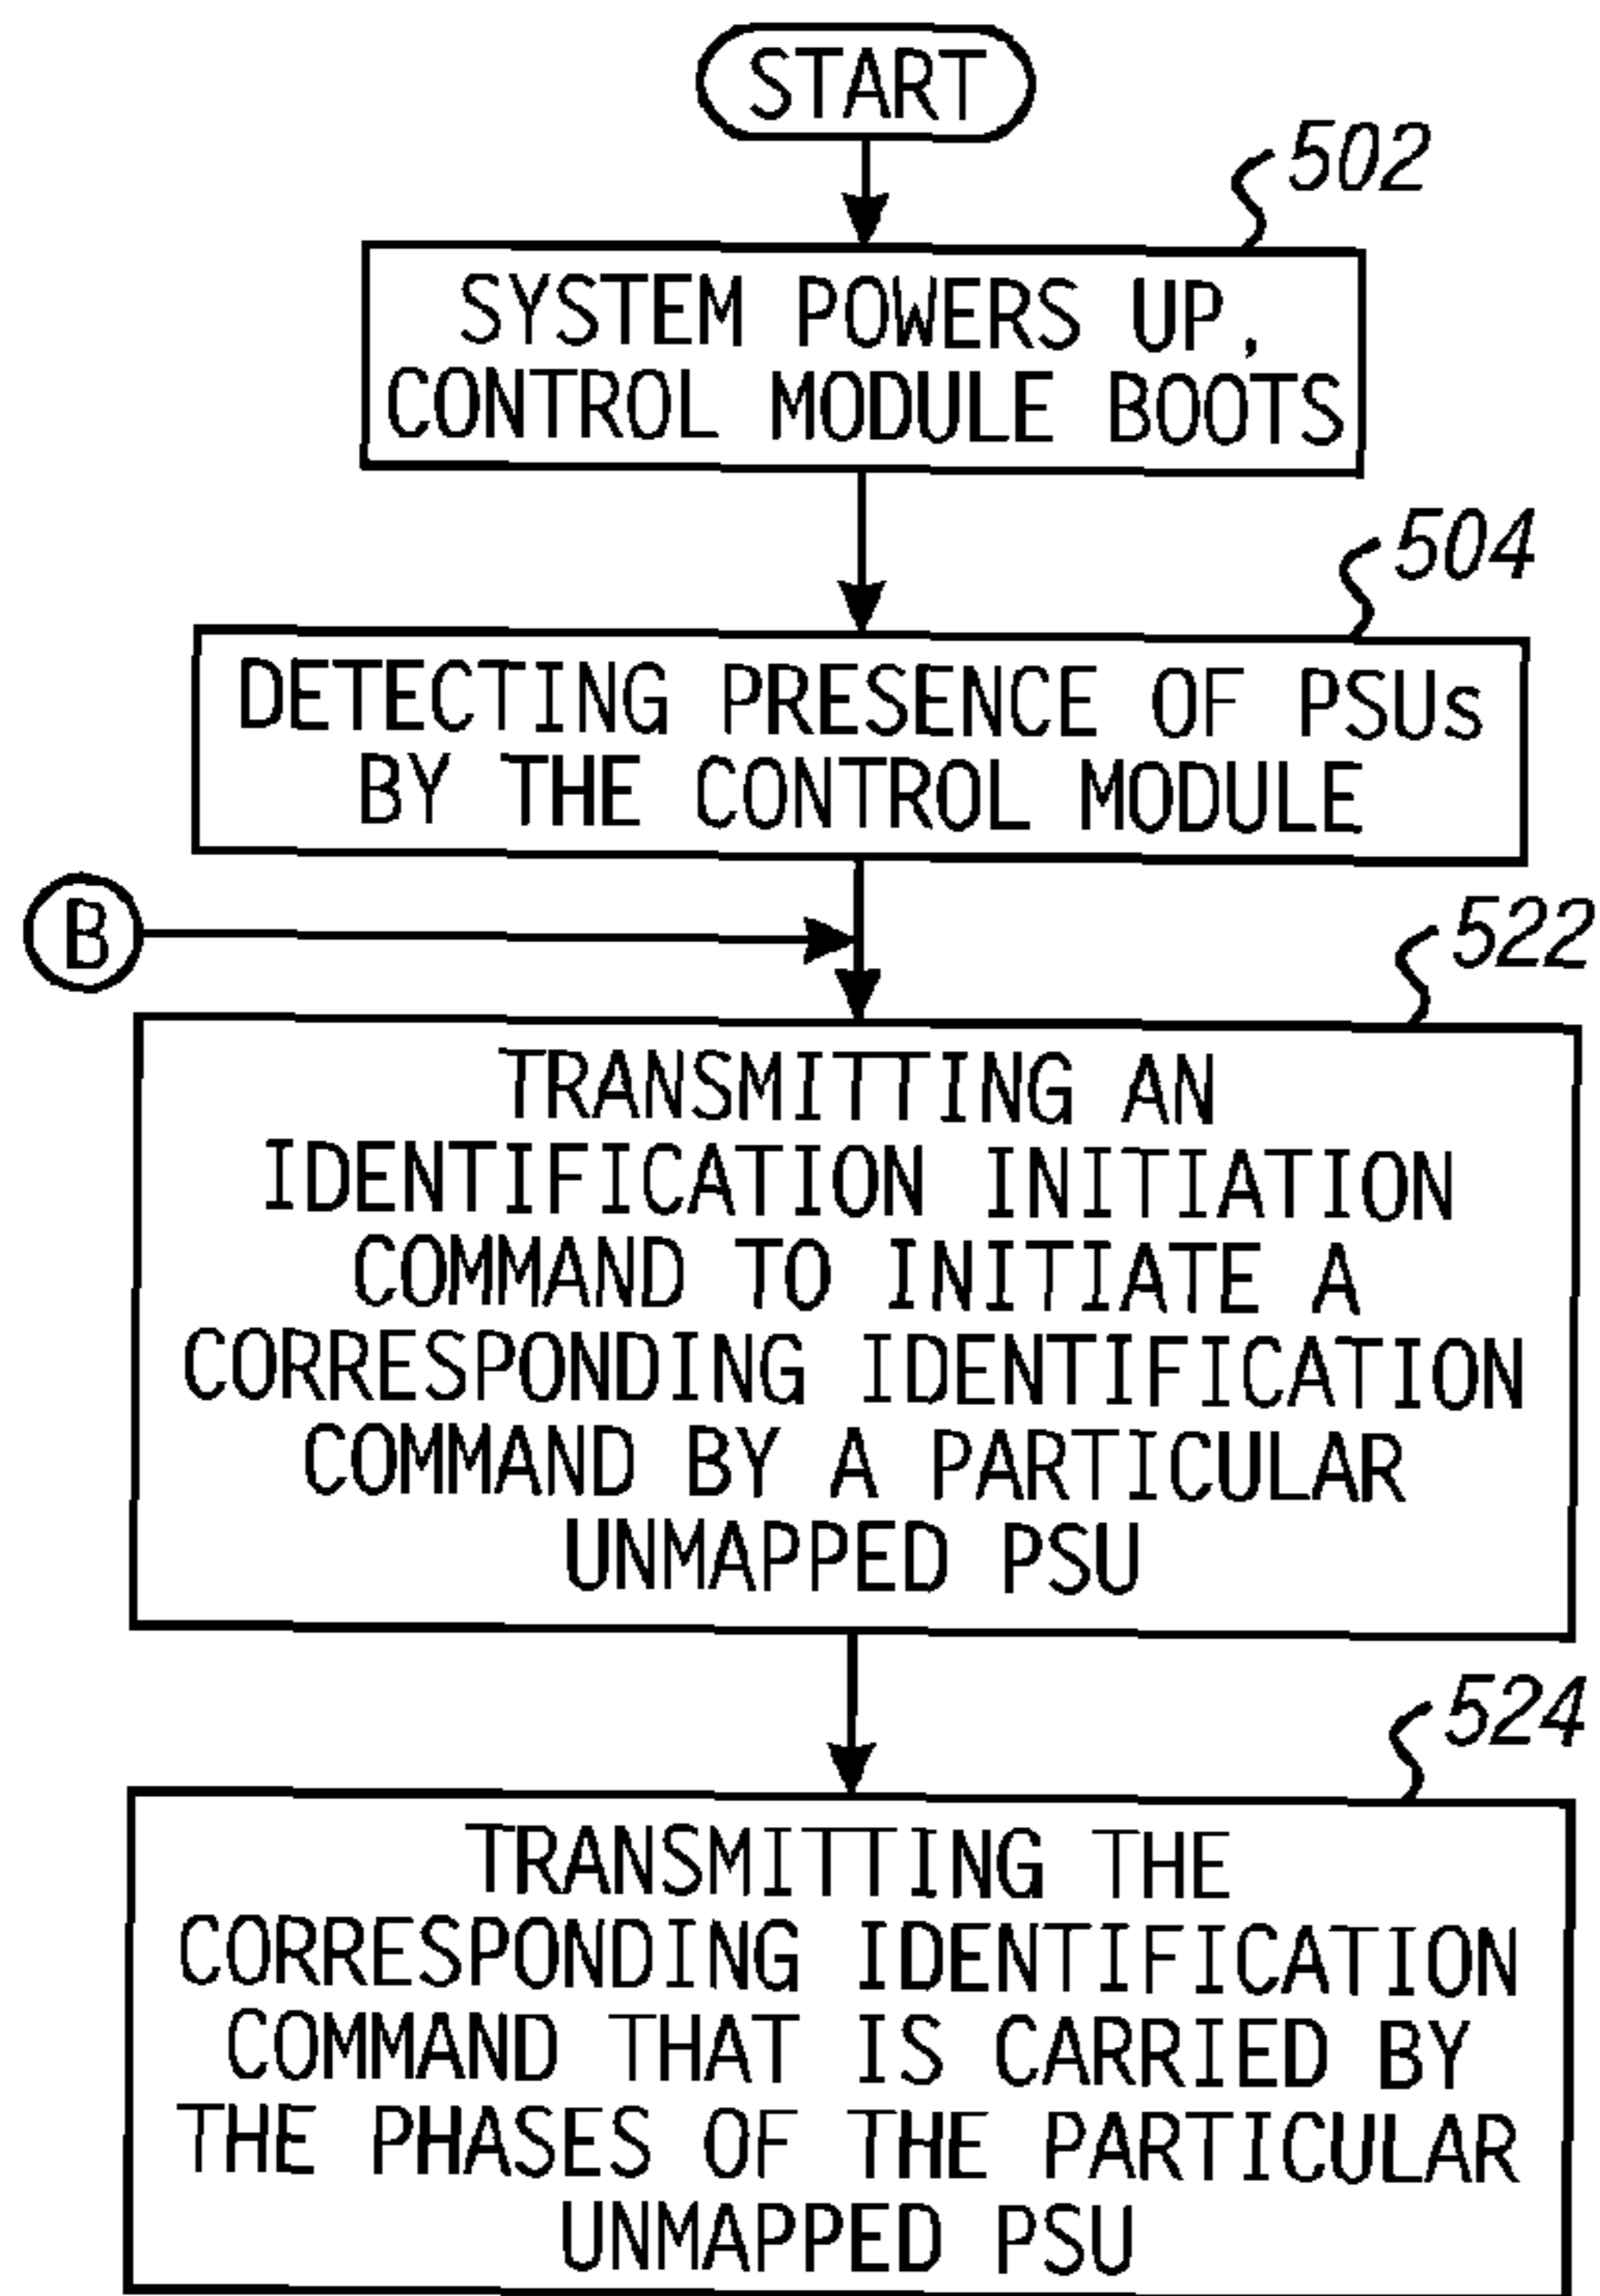 START
502
SYSTEM POWERS UP,
CONTROL MODULE BOOTS
504
DETECTING PRESENCE OF PSUs
BY THE CONTROL MODULE
B
522
TRANSMITTING AN
IDENTIFICATION INITIATION
COMMAND TO INITIATE A
CORRESPONDING IDENTIFICATION
COMMAND BY A PARTICULAR
UNMAPPED PSU
524
TRANSMITTING THE
CORRESPONDING IDENTIFICATION
COMMAND THAT IS CARRIED BY
THE PHASES OF THE PARTICULAR
UNMAPPED PSU